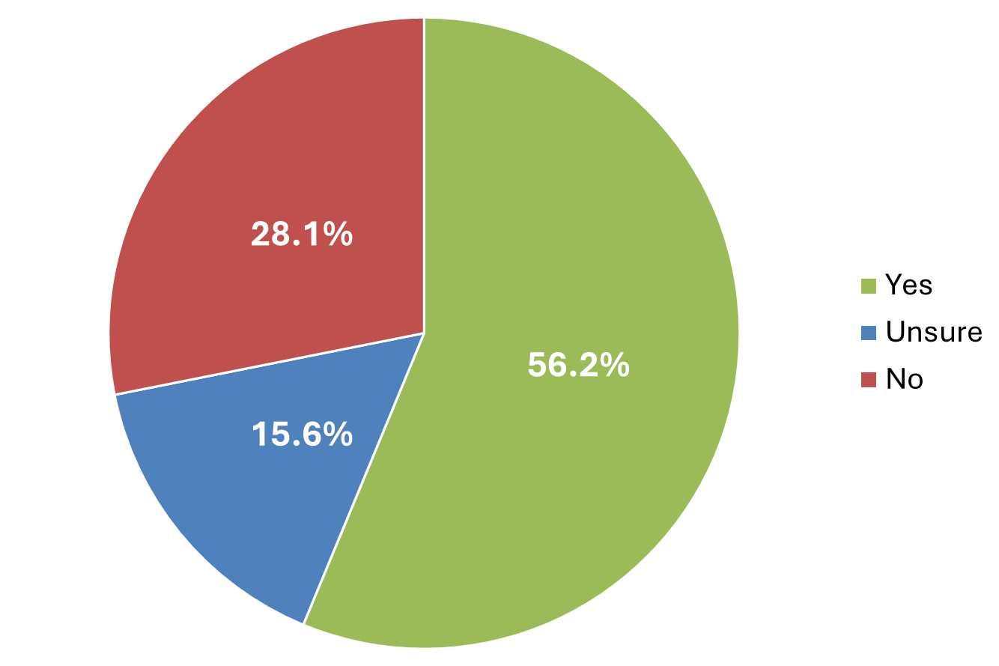 28.1%
56.2%
15.6%
Yes
Unsure
No